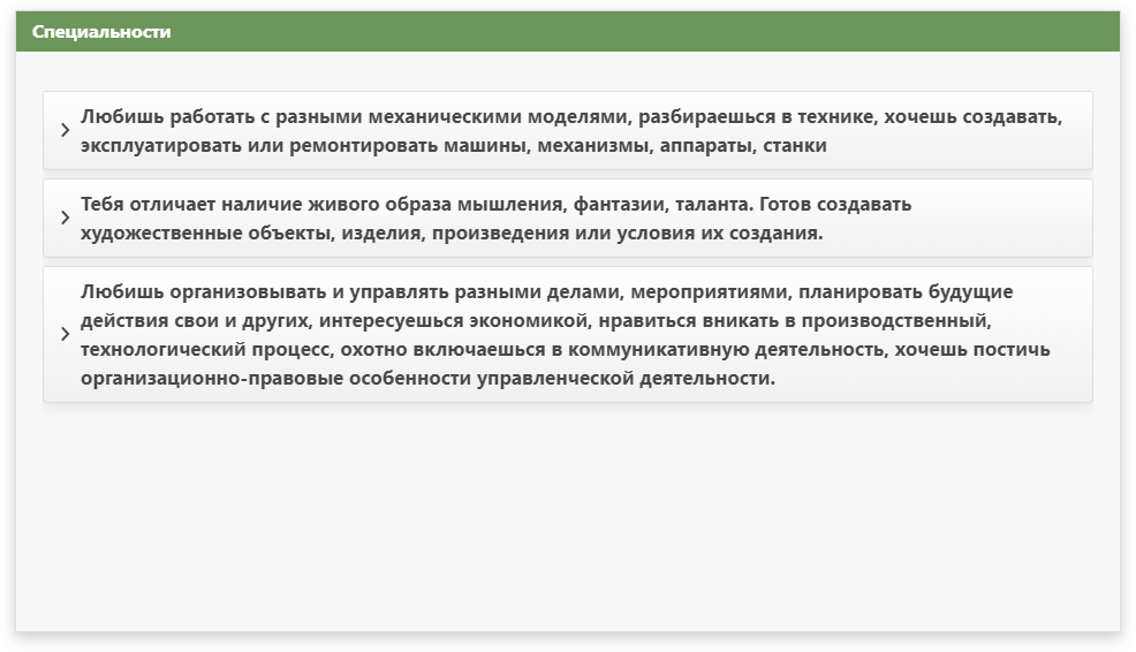 Специальности
Любишь работать с разными механическими моделями, разбираешься в технике, хочешь создавать,
эксплуатировать или ремонтировать машины, механизмы, аппараты, станки
Тебя отличает наличие живого образа мышления, фантазии, таланта. Готов создавать
художественные объекты, изделия, произведения или условия их создания.
Любишь организовывать и управлять разными делами, мероприятиями, планировать будущие
действия свои и других, интересуешься экономикой, нравиться вникать в производственный,
технологический процесс, охотно включаешься в коммуникативную деятельность, хочешь постичь
организационно-правовые особенности управленческой деятельности.